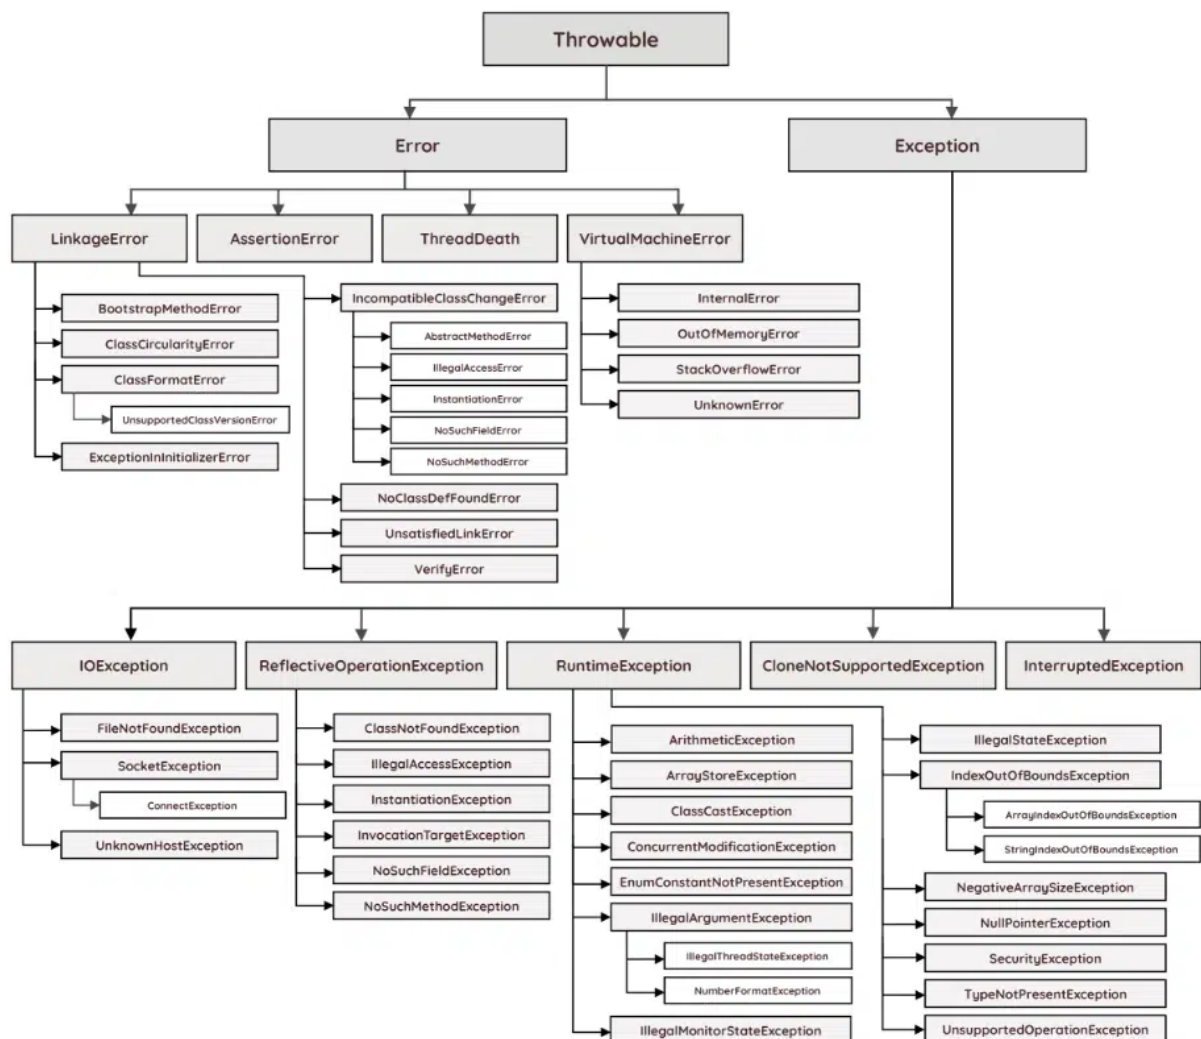 Throwable
Error
Exception
LinkageError
AssertionError
ThreadDeath
VirtualMachineError
BootstrapMethodError
ClassCircularityError
ClassFormatError
UnsupportedClassVersionError
ExceptionInInitializerError
IncompatibleClassChangeError
AbstractMethodError
IllegalAccessError
InstantiationError
NoSuchFieldError
NoSuchMethodError
NoClassDefFoundError
UnsatisfiedLinkError
VerifyError
InternalError
OutOfMemoryError
StackOverflowError
UnknownError
IOException
ReflectiveOperationException
RuntimeException
CloneNotSupportedException
InterruptedException
FileNotFoundException
SocketException
ConnectException
UnknownHostException
ClassNotFoundException
IllegalAccessException
InstantiationException
InvocationTargetException
NoSuchFieldException
NoSuchMethodException
ArithmeticException
ArrayStoreException
ClassCastException
ConcurrentModificationException
EnumConstantNotPresentException
IllegalArgumentException
IllegalThreadStateException
NumberFormatException
IllegalMonitorStateException
IllegalStateException
IndexOutOfBoundsException
ArrayIndexOutOfBoundsException
StringIndexOutOfBoundsException
NegativeArraySizeException
NullPointerException
SecurityException
TypeNotPresentException
UnsupportedOperationException